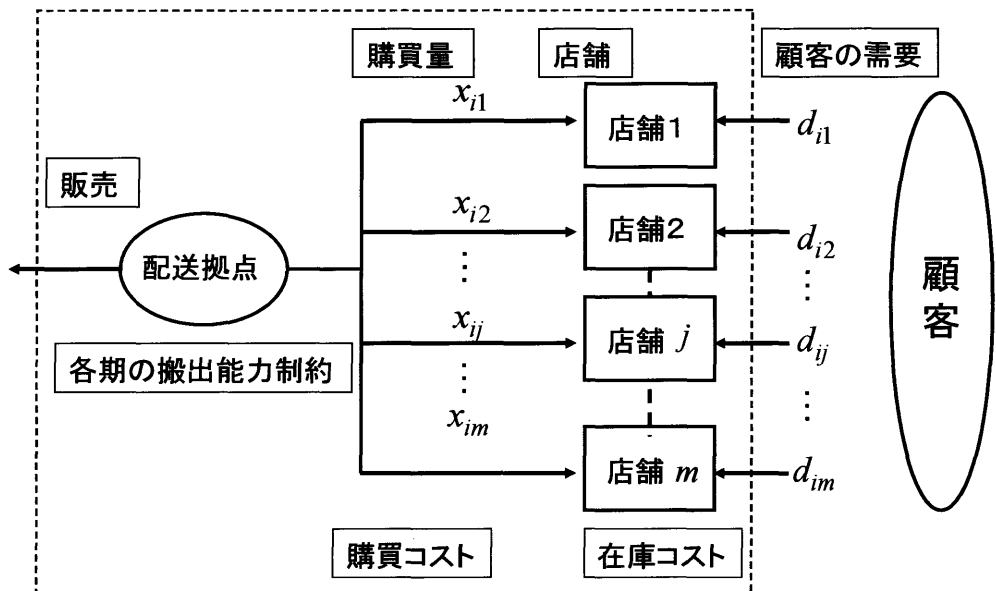 購買量 店舗 顧客の需要
x_{i1} 店舗1 d_{i1}
販売
x_{i2} 店舗2 d_{i2}
配送拠点 ⋮ ⋮
顧客
x_{ij} 店舗 j d_{ij}
各期の搬出能力制約
⋮ ⋮
x_{im}
店舗 m d_{im}
購買コスト 在庫コスト